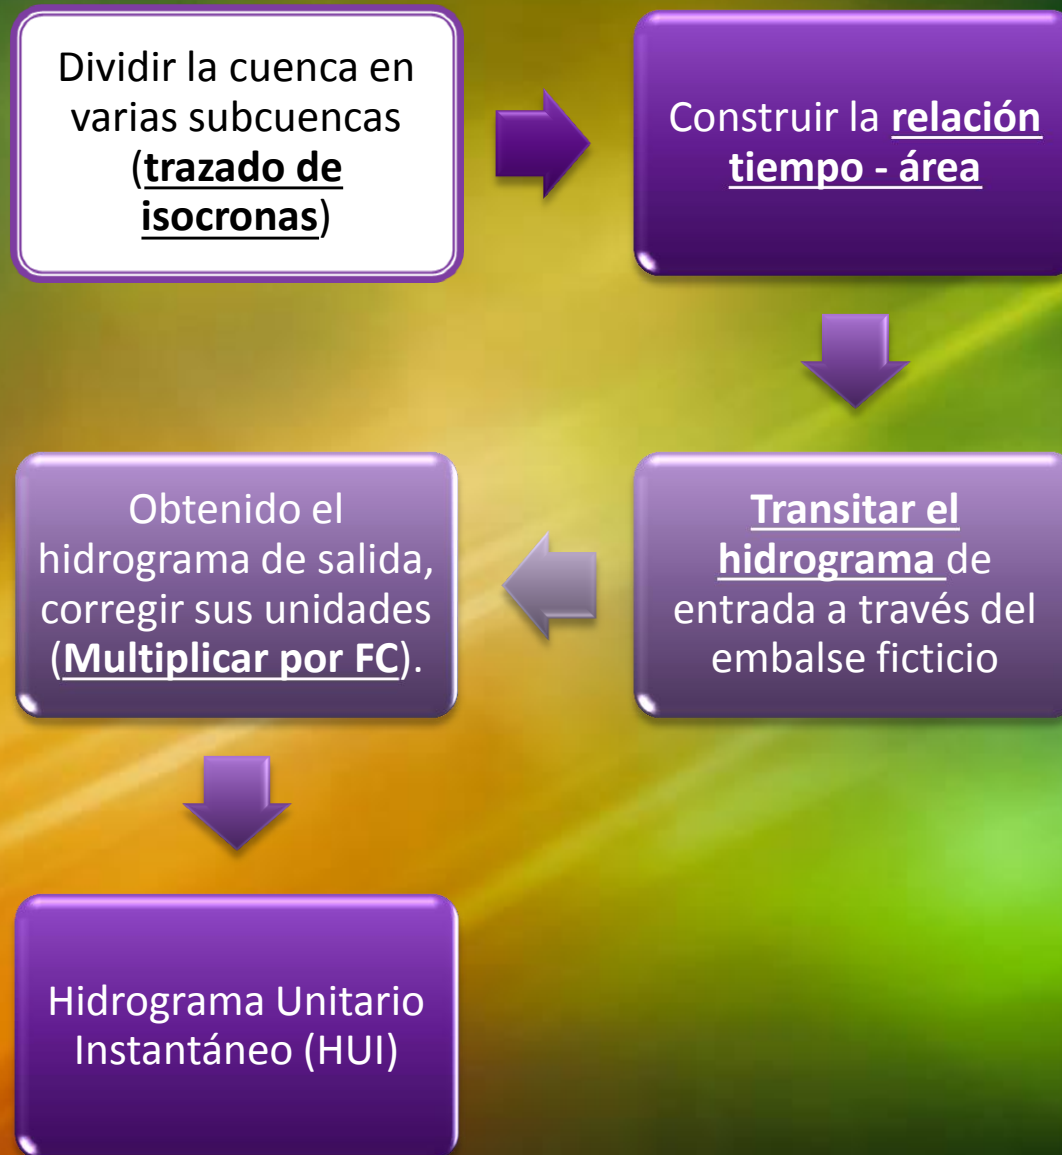 Dividir la cuenca en
varias subcuencas
(trazado de
isocronas)
Construir la relación
tiempo - área
Transitar el
hidrograma de
entrada a través del
embalse ficticio
Obtenido el
hidrograma de salida,
corregir sus unidades
(Multiplicar por FC).
Hidrograma Unitario
Instantáneo (HUI)